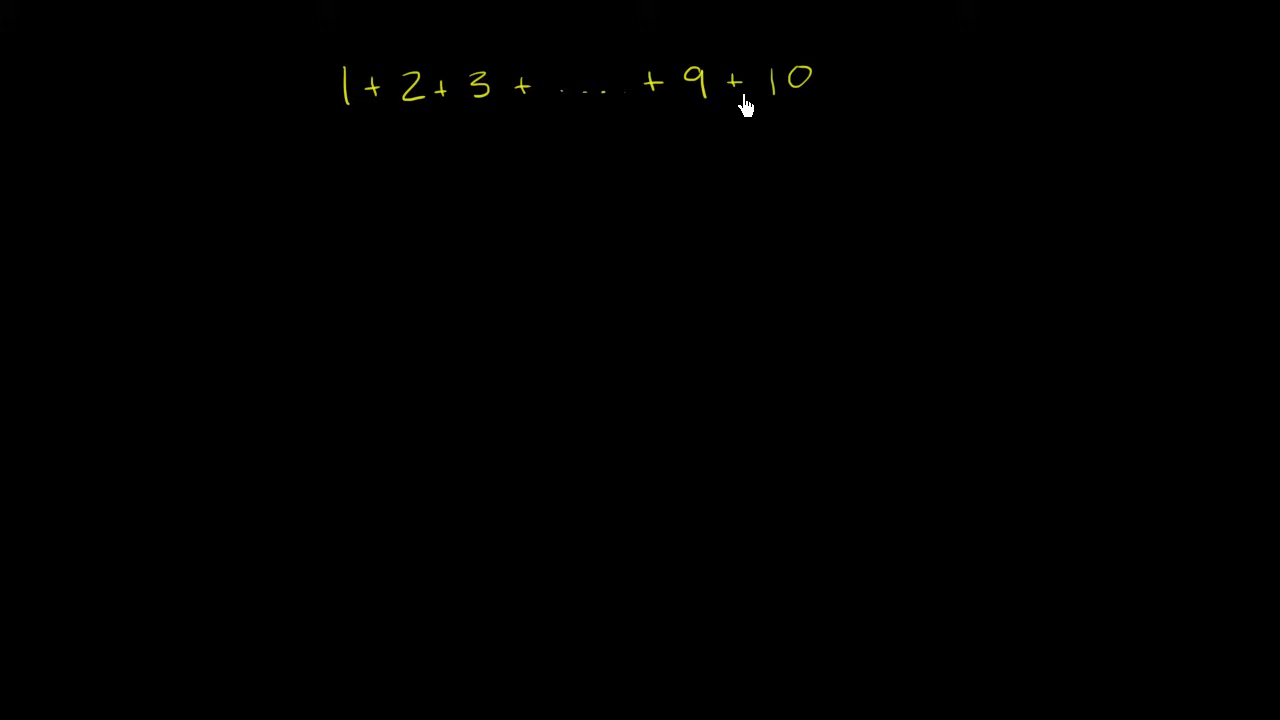 1 + 2 + 3 + .... + 9 + 10